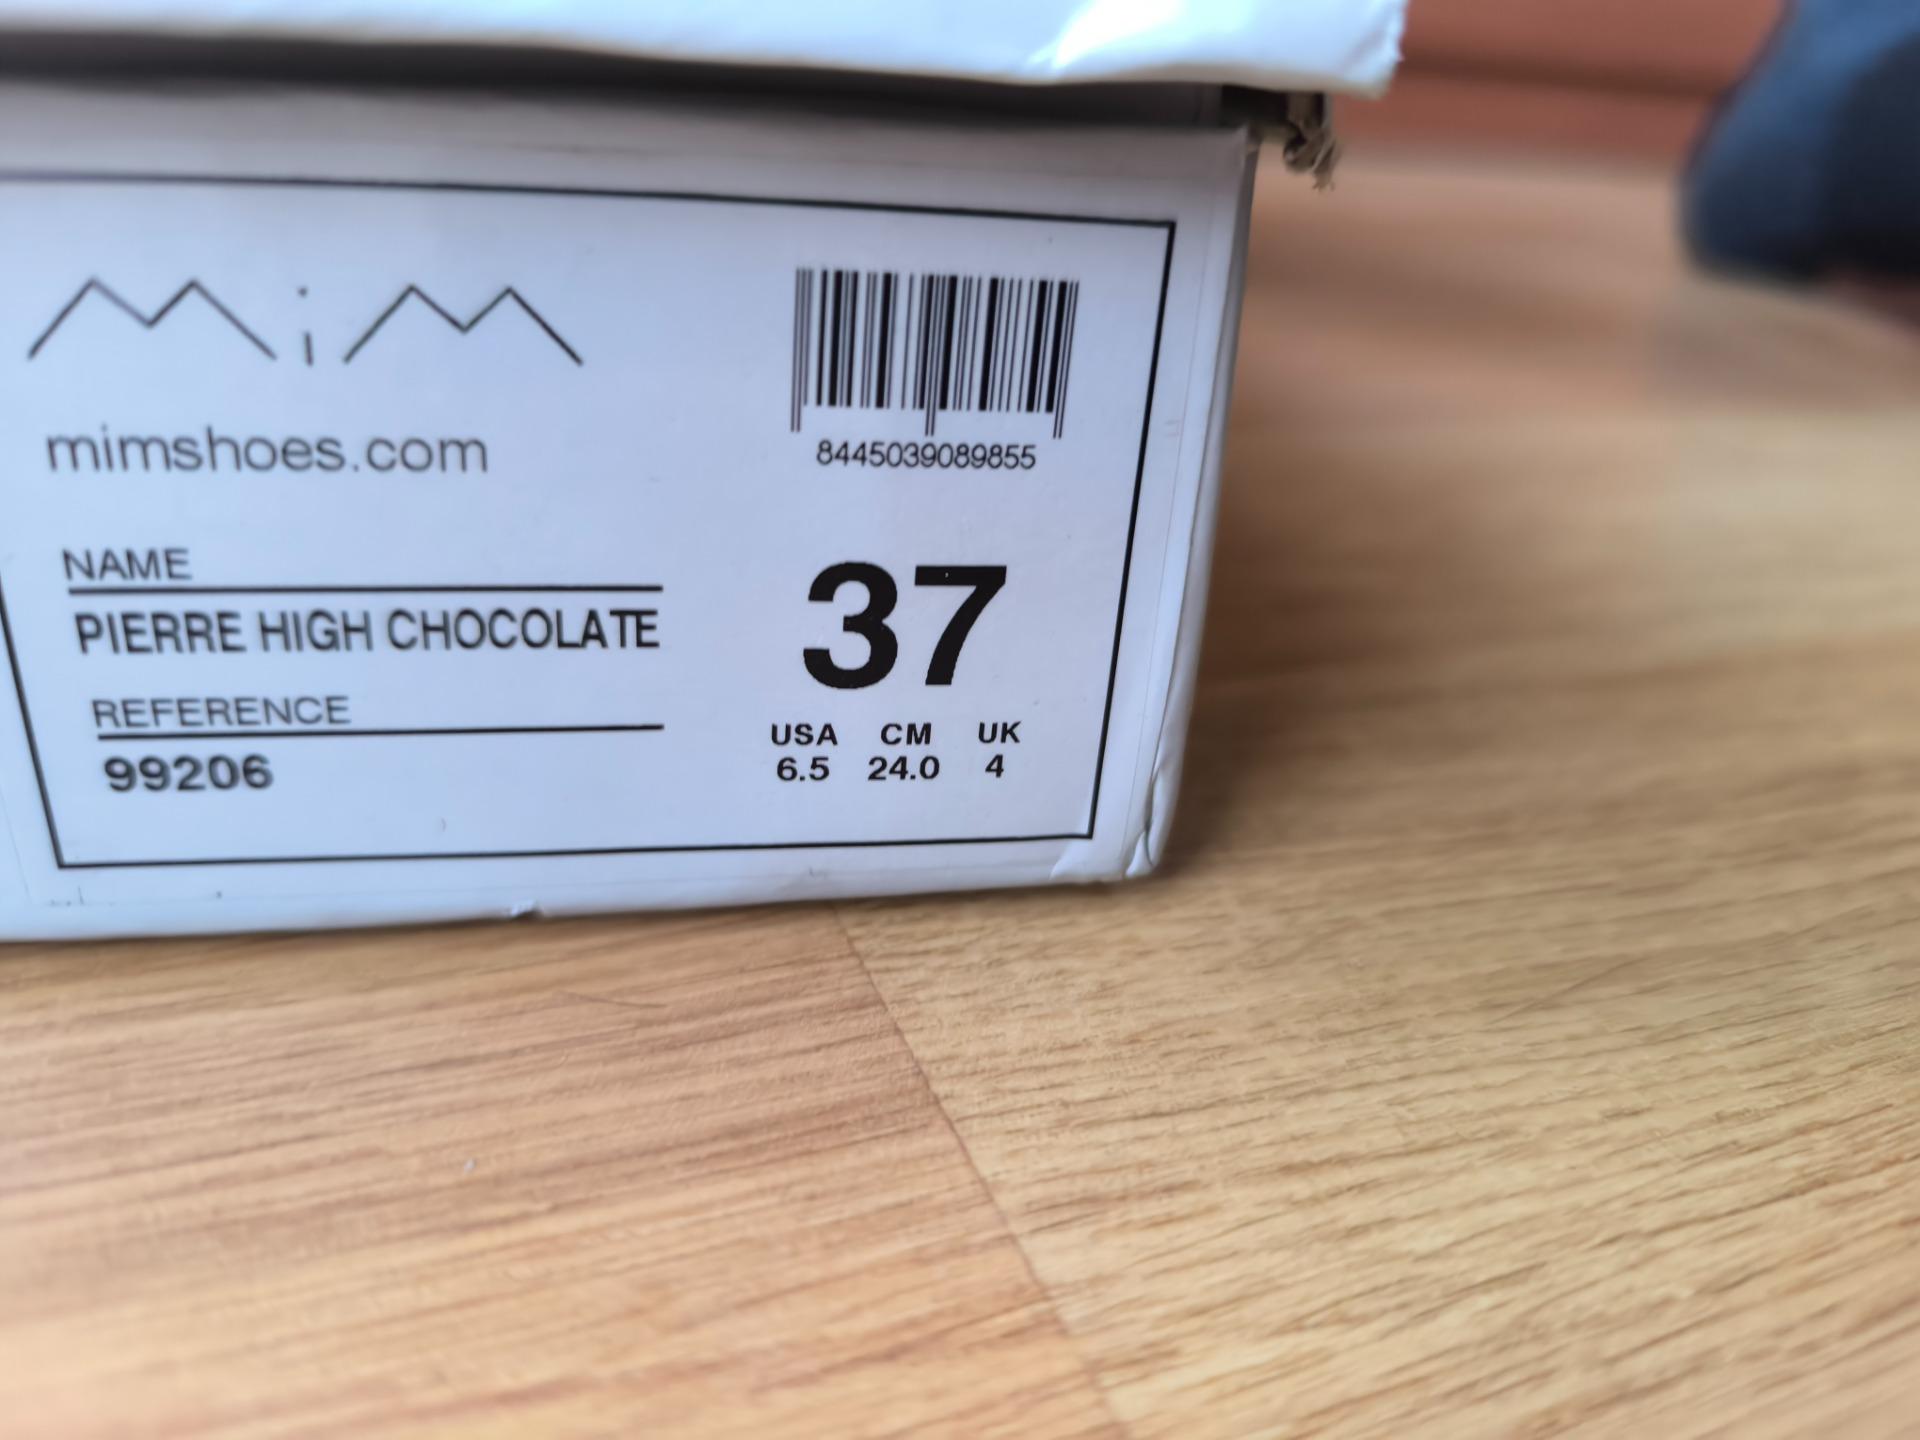 MiM
mimshoes.com
8445039089855
NAME
PIERRE HIGH CHOCOLATE
REFERENCE
99206
37
USA CM UK
6.5 24.0 4